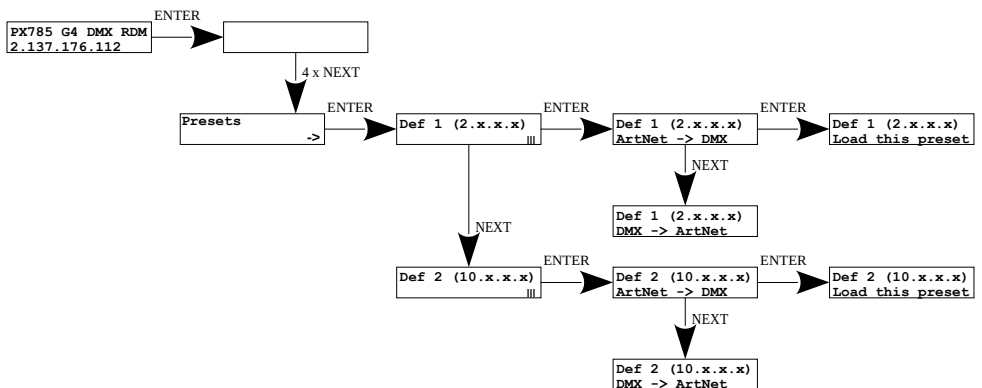 ENTER
PX785 G4 DMX RDM
2.137.176.112
4 x NEXT
ENTER
ENTER
ENTER
Presets
->
Def 1 (2.x.x.x)
|||
Def 1 (2.x.x.x)
ArtNet -> DMX
Def 1 (2.x.x.x)
Load this preset
NEXT
Def 1 (2.x.x.x)
DMX -> ArtNet
NEXT
ENTER
ENTER
Def 2 (10.x.x.x)
|||
Def 2 (10.x.x.x)
ArtNet -> DMX
Def 2 (10.x.x.x)
Load this preset
NEXT
Def 2 (10.x.x.x)
DMX -> ArtNet